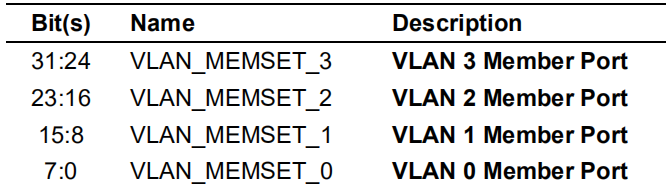 Bit(s) Name Description
31:24 VLAN_MEMSET_3 VLAN 3 Member Port
23:16 VLAN_MEMSET_2 VLAN 2 Member Port
15:8 VLAN_MEMSET_1 VLAN 1 Member Port
7:0 VLAN_MEMSET_0 VLAN 0 Member Port